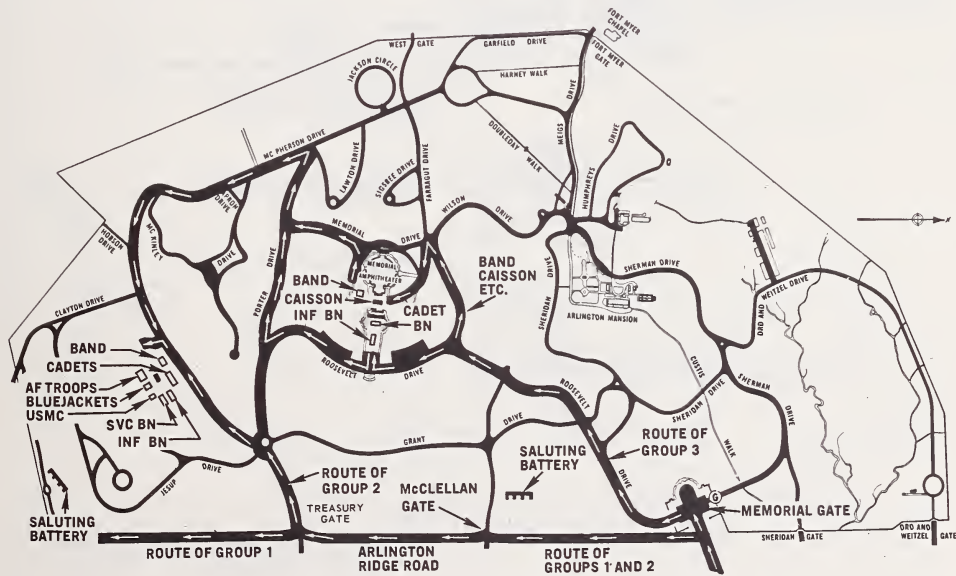 FORT MYER
CHAPEL
WEST GATE
GARFIELD DRIVE
FORT MYER
GATE
JACKSON CIRCLE
HARNEY WALK
DRIVE
MEIGS
DOUBLEDAY
WALK
MC PHERSON DRIVE
LAWTON DRIVE
SIGSBEE DRIVE
FARRAGUT DRIVE
HUMPHREYS
DRIVE
WILSON DRIVE
HOBSON
DRIVE
MC KINLEY
DRIVE
DRIVE
MEMORIAL DRIVE
MEMORIAL
AMPHITHEATER
PORTER DRIVE
BAND
CAISSON
INF BN
CADET
BN
BAND
CAISSON
ETC.
SHERIDAN
DRIVE
SHERMAN DRIVE
ARLINGTON MANSION
ORD AND
WEITZEL DRIVE
N
CLAYTON DRIVE
BAND
CADETS
AF TROOPS
BLUEJACKETS
USMC
SVC BN
INF BN
ROOSEVELT DRIVE
ROOSEVELT
DRIVE
SHERIDAN DRIVE
CUSTIS
WALK
SHERMAN
DRIVE
GRANT DRIVE
JESUP DRIVE
SALUTING
BATTERY
ROUTE OF
GROUP 2
TREASURY
GATE
McCLELLAN
GATE
SALUTING
BATTERY
ROUTE OF
GROUP 3
G
MEMORIAL GATE
ROUTE OF GROUP 1
ARLINGTON
RIDGE ROAD
ROUTE OF
GROUPS 1 AND 2
SHERIDAN GATE
ORD AND
WEITZEL GATE